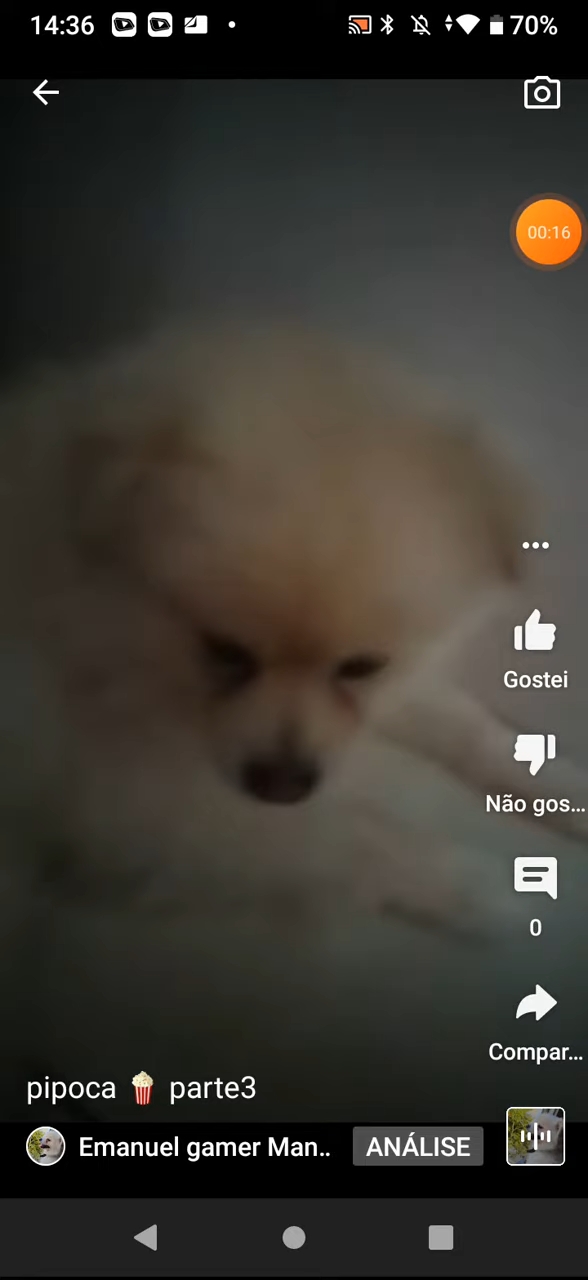 14:36
70%
00:16
Gostei
Não gos...
0
Compar...
pipoca 🍿 parte3
Emanuel gamer Man..
ANÁLISE